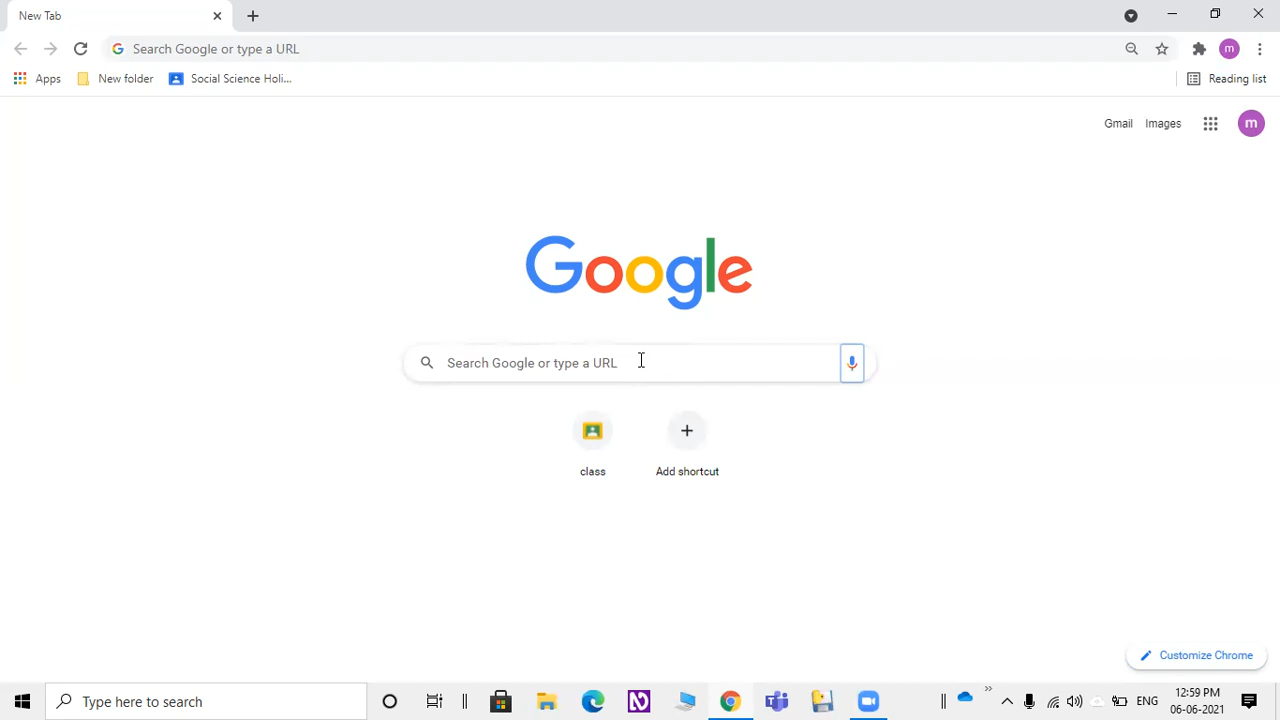 New Tab
Search Google or type a URL
Apps New folder Social Science Holi... Reading list
Gmail Images m
m
Google
Search Google or type a URL
class Add shortcut
Customize Chrome
Type here to search
ENG
12:59 PM
06-06-2021